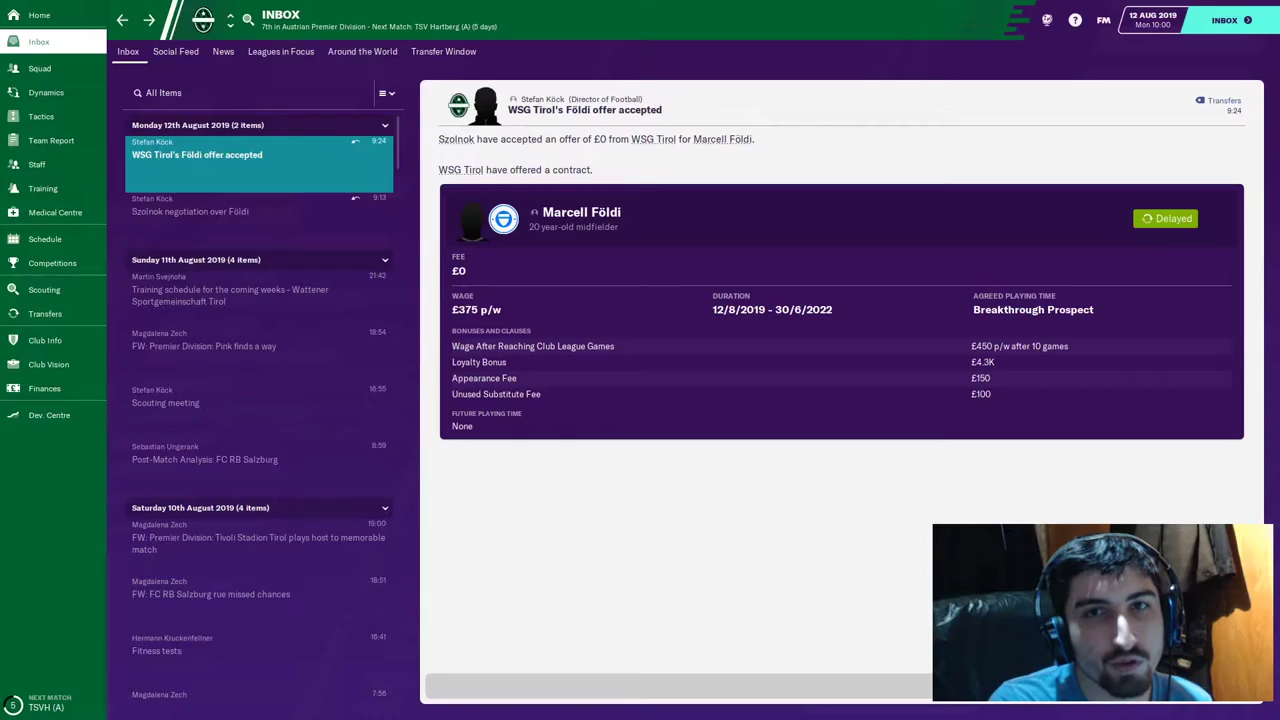 Home
Inbox
Squad
Dynamics
Tactics
Team Report
Staff
Training
Medical Centre
Schedule
Competitions
Scouting
Transfers
Club Info
Club Vision
Finances
Dev. Centre
5
NEXT MATCH
TSVH (A)
INBOX
7th in Austrian Premier Division - Next Match: TSV Hartberg (A) (5 days)
?
FM
12 AUG 2019
Mon 10:00
INBOX
Inbox
Social Feed
News
Leagues in Focus
Around the World
Transfer Window
All Items
Monday 12th August 2019 (2 items)
Stefan Köck
9:24
WSG Tirol's Földi offer accepted
Stefan Köck
9:13
Szolnok negotiation over Földi
Sunday 11th August 2019 (4 items)
Martin Svejnoha
21:42
Training schedule for the coming weeks - Wattener
Sportgemeinschaft Tirol
Magdalena Zech
18:54
FW: Premier Division: Pink finds a way
Stefan Köck
16:55
Scouting meeting
Sebastian Ungerank
8:59
Post-Match Analysis: FC RB Salzburg
Saturday 10th August 2019 (4 items)
Magdalena Zech
19:00
FW: Premier Division: Tivoli Stadion Tirol plays host to memorable
match
Magdalena Zech
18:51
FW: FC RB Salzburg rue missed chances
Hermann Kruckenfellner
16:41
Fitness tests
Magdalena Zech
7:56
Stefan Köck (Director of Football)
WSG Tirol's Földi offer accepted
Transfers
9:24
Szolnok have accepted an offer of £0 from WSG Tirol for Marcell Földi.
WSG Tirol have offered a contract.
Marcell Földi
20 year-old midfielder
Delayed
FEE
£0
WAGE
£375 p/w
DURATION
12/8/2019 - 30/6/2022
AGREED PLAYING TIME
Breakthrough Prospect
BONUSES AND CLAUSES
Wage After Reaching Club League Games
£450 p/w after 10 games
Loyalty Bonus
£4.3K
Appearance Fee
£150
Unused Substitute Fee
£100
FUTURE PLAYING TIME
None